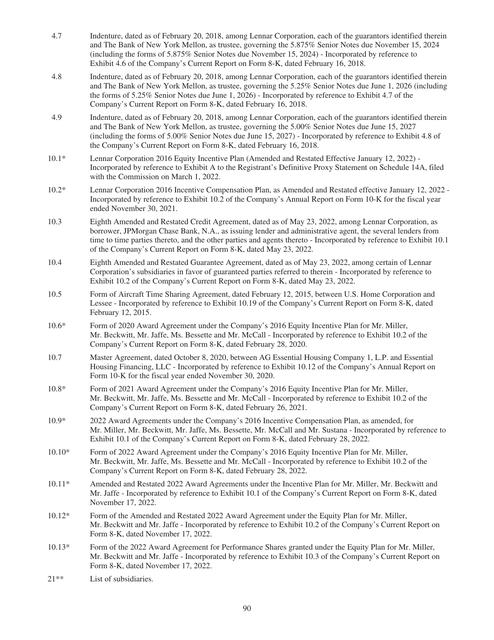 4.7 Indenture, dated as of February 20, 2018, among Lennar Corporation, each of the guarantors identified therein
and The Bank of New York Mellon, as trustee, governing the 5.875% Senior Notes due November 15, 2024
(including the forms of 5.875% Senior Notes due November 15, 2024) - Incorporated by reference to
Exhibit 4.6 of the Company's Current Report on Form 8-K, dated February 16, 2018.
4.8 Indenture, dated as of February 20, 2018, among Lennar Corporation, each of the guarantors identified therein
and The Bank of New York Mellon, as trustee, governing the 5.25% Senior Notes due June 1, 2026 (including
the forms of 5.25% Senior Notes due June 1, 2026) - Incorporated by reference to Exhibit 4.7 of the
Company's Current Report on Form 8-K, dated February 16, 2018.
4.9 Indenture, dated as of February 20, 2018, among Lennar Corporation, each of the guarantors identified therein
and The Bank of New York Mellon, as trustee, governing the 5.00% Senior Notes due June 15, 2027
(including the forms of 5.00% Senior Notes due June 15, 2027) - Incorporated by reference to Exhibit 4.8 of
the Company's Current Report on Form 8-K, dated February 16, 2018.
10.1* Lennar Corporation 2016 Equity Incentive Plan (Amended and Restated Effective January 12, 2022) -
Incorporated by reference to Exhibit A to the Registrant's Definitive Proxy Statement on Schedule 14A, filed
with the Commission on March 1, 2022.
10.2* Lennar Corporation 2016 Incentive Compensation Plan, as Amended and Restated effective January 12, 2022 -
Incorporated by reference to Exhibit 10.2 of the Company's Annual Report on Form 10-K for the fiscal year
ended November 30, 2021.
10.3 Eighth Amended and Restated Credit Agreement, dated as of May 23, 2022, among Lennar Corporation, as
borrower, JPMorgan Chase Bank, N.A., as issuing lender and administrative agent, the several lenders from
time to time parties thereto, and the other parties and agents thereto - Incorporated by reference to Exhibit 10.1
of the Company's Current Report on Form 8-K, dated May 23, 2022.
10.4 Eighth Amended and Restated Guarantee Agreement, dated as of May 23, 2022, among certain of Lennar
Corporation's subsidiaries in favor of guaranteed parties referred to therein - Incorporated by reference to
Exhibit 10.2 of the Company's Current Report on Form 8-K, dated May 23, 2022.
10.5 Form of Aircraft Time Sharing Agreement, dated February 12, 2015, between U.S. Home Corporation and
Lessee - Incorporated by reference to Exhibit 10.19 of the Company's Current Report on Form 8-K, dated
February 12, 2015.
10.6* Form of 2020 Award Agreement under the Company's 2016 Equity Incentive Plan for Mr. Miller,
Mr. Beckwitt, Mr. Jaffe, Ms. Bessette and Mr. McCall - Incorporated by reference to Exhibit 10.2 of the
Company's Current Report on Form 8-K, dated February 28, 2020.
10.7 Master Agreement, dated October 8, 2020, between AG Essential Housing Company 1, L.P. and Essential
Housing Financing, LLC - Incorporated by reference to Exhibit 10.12 of the Company's Annual Report on
Form 10-K for the fiscal year ended November 30, 2020.
10.8* Form of 2021 Award Agreement under the Company's 2016 Equity Incentive Plan for Mr. Miller,
Mr. Beckwitt, Mr. Jaffe, Ms. Bessette and Mr. McCall - Incorporated by reference to Exhibit 10.2 of the
Company's Current Report on Form 8-K, dated February 26, 2021.
10.9* 2022 Award Agreements under the Company's 2016 Incentive Compensation Plan, as amended, for
Mr. Miller, Mr. Beckwitt, Mr. Jaffe, Ms. Bessette, Mr. McCall and Mr. Sustana - Incorporated by reference to
Exhibit 10.1 of the Company's Current Report on Form 8-K, dated February 28, 2022.
10.10* Form of 2022 Award Agreement under the Company's 2016 Equity Incentive Plan for Mr. Miller,
Mr. Beckwitt, Mr. Jaffe, Ms. Bessette and Mr. McCall - Incorporated by reference to Exhibit 10.2 of the
Company's Current Report on Form 8-K, dated February 28, 2022.
10.11* Amended and Restated 2022 Award Agreements under the Incentive Plan for Mr. Miller, Mr. Beckwitt and
Mr. Jaffe - Incorporated by reference to Exhibit 10.1 of the Company's Current Report on Form 8-K, dated
November 17, 2022.
10.12* Form of the Amended and Restated 2022 Award Agreement under the Equity Plan for Mr. Miller,
Mr. Beckwitt and Mr. Jaffe - Incorporated by reference to Exhibit 10.2 of the Company's Current Report on
Form 8-K, dated November 17, 2022.
10.13* Form of the 2022 Award Agreement for Performance Shares granted under the Equity Plan for Mr. Miller,
Mr. Beckwitt and Mr. Jaffe - Incorporated by reference to Exhibit 10.3 of the Company's Current Report on
Form 8-K, dated November 17, 2022.
21** List of subsidiaries.
90